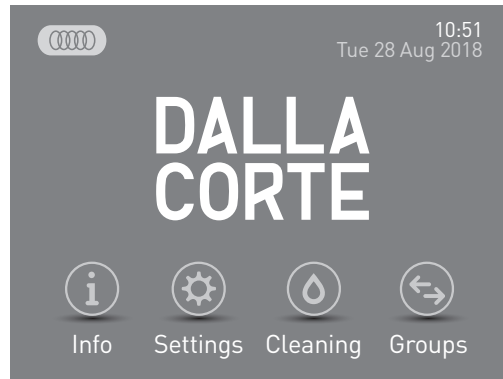 10:51
Tue 28 Aug 2018
DALLA
CORTE
Info Settings Cleaning Groups